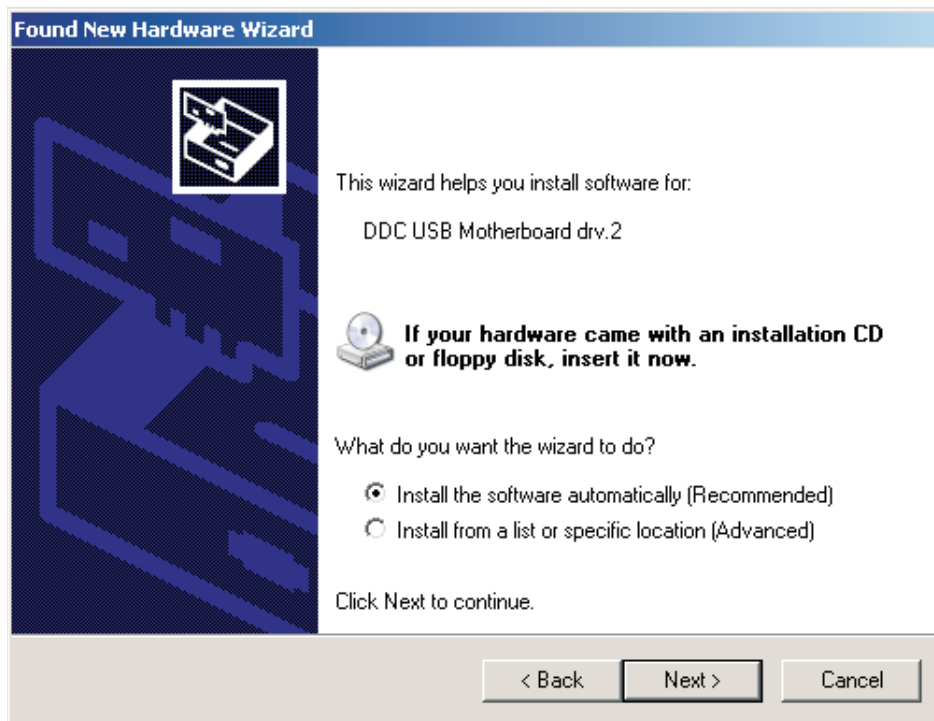 Found New Hardware Wizard
This wizard helps you install software for:
DDC USB Motherboard drv.2
If your hardware came with an installation CD
or floppy disk, insert it now.
What do you want the wizard to do?
Install the software automatically (Recommended)
Install from a list or specific location (Advanced)
Click Next to continue.
< Back Next > Cancel